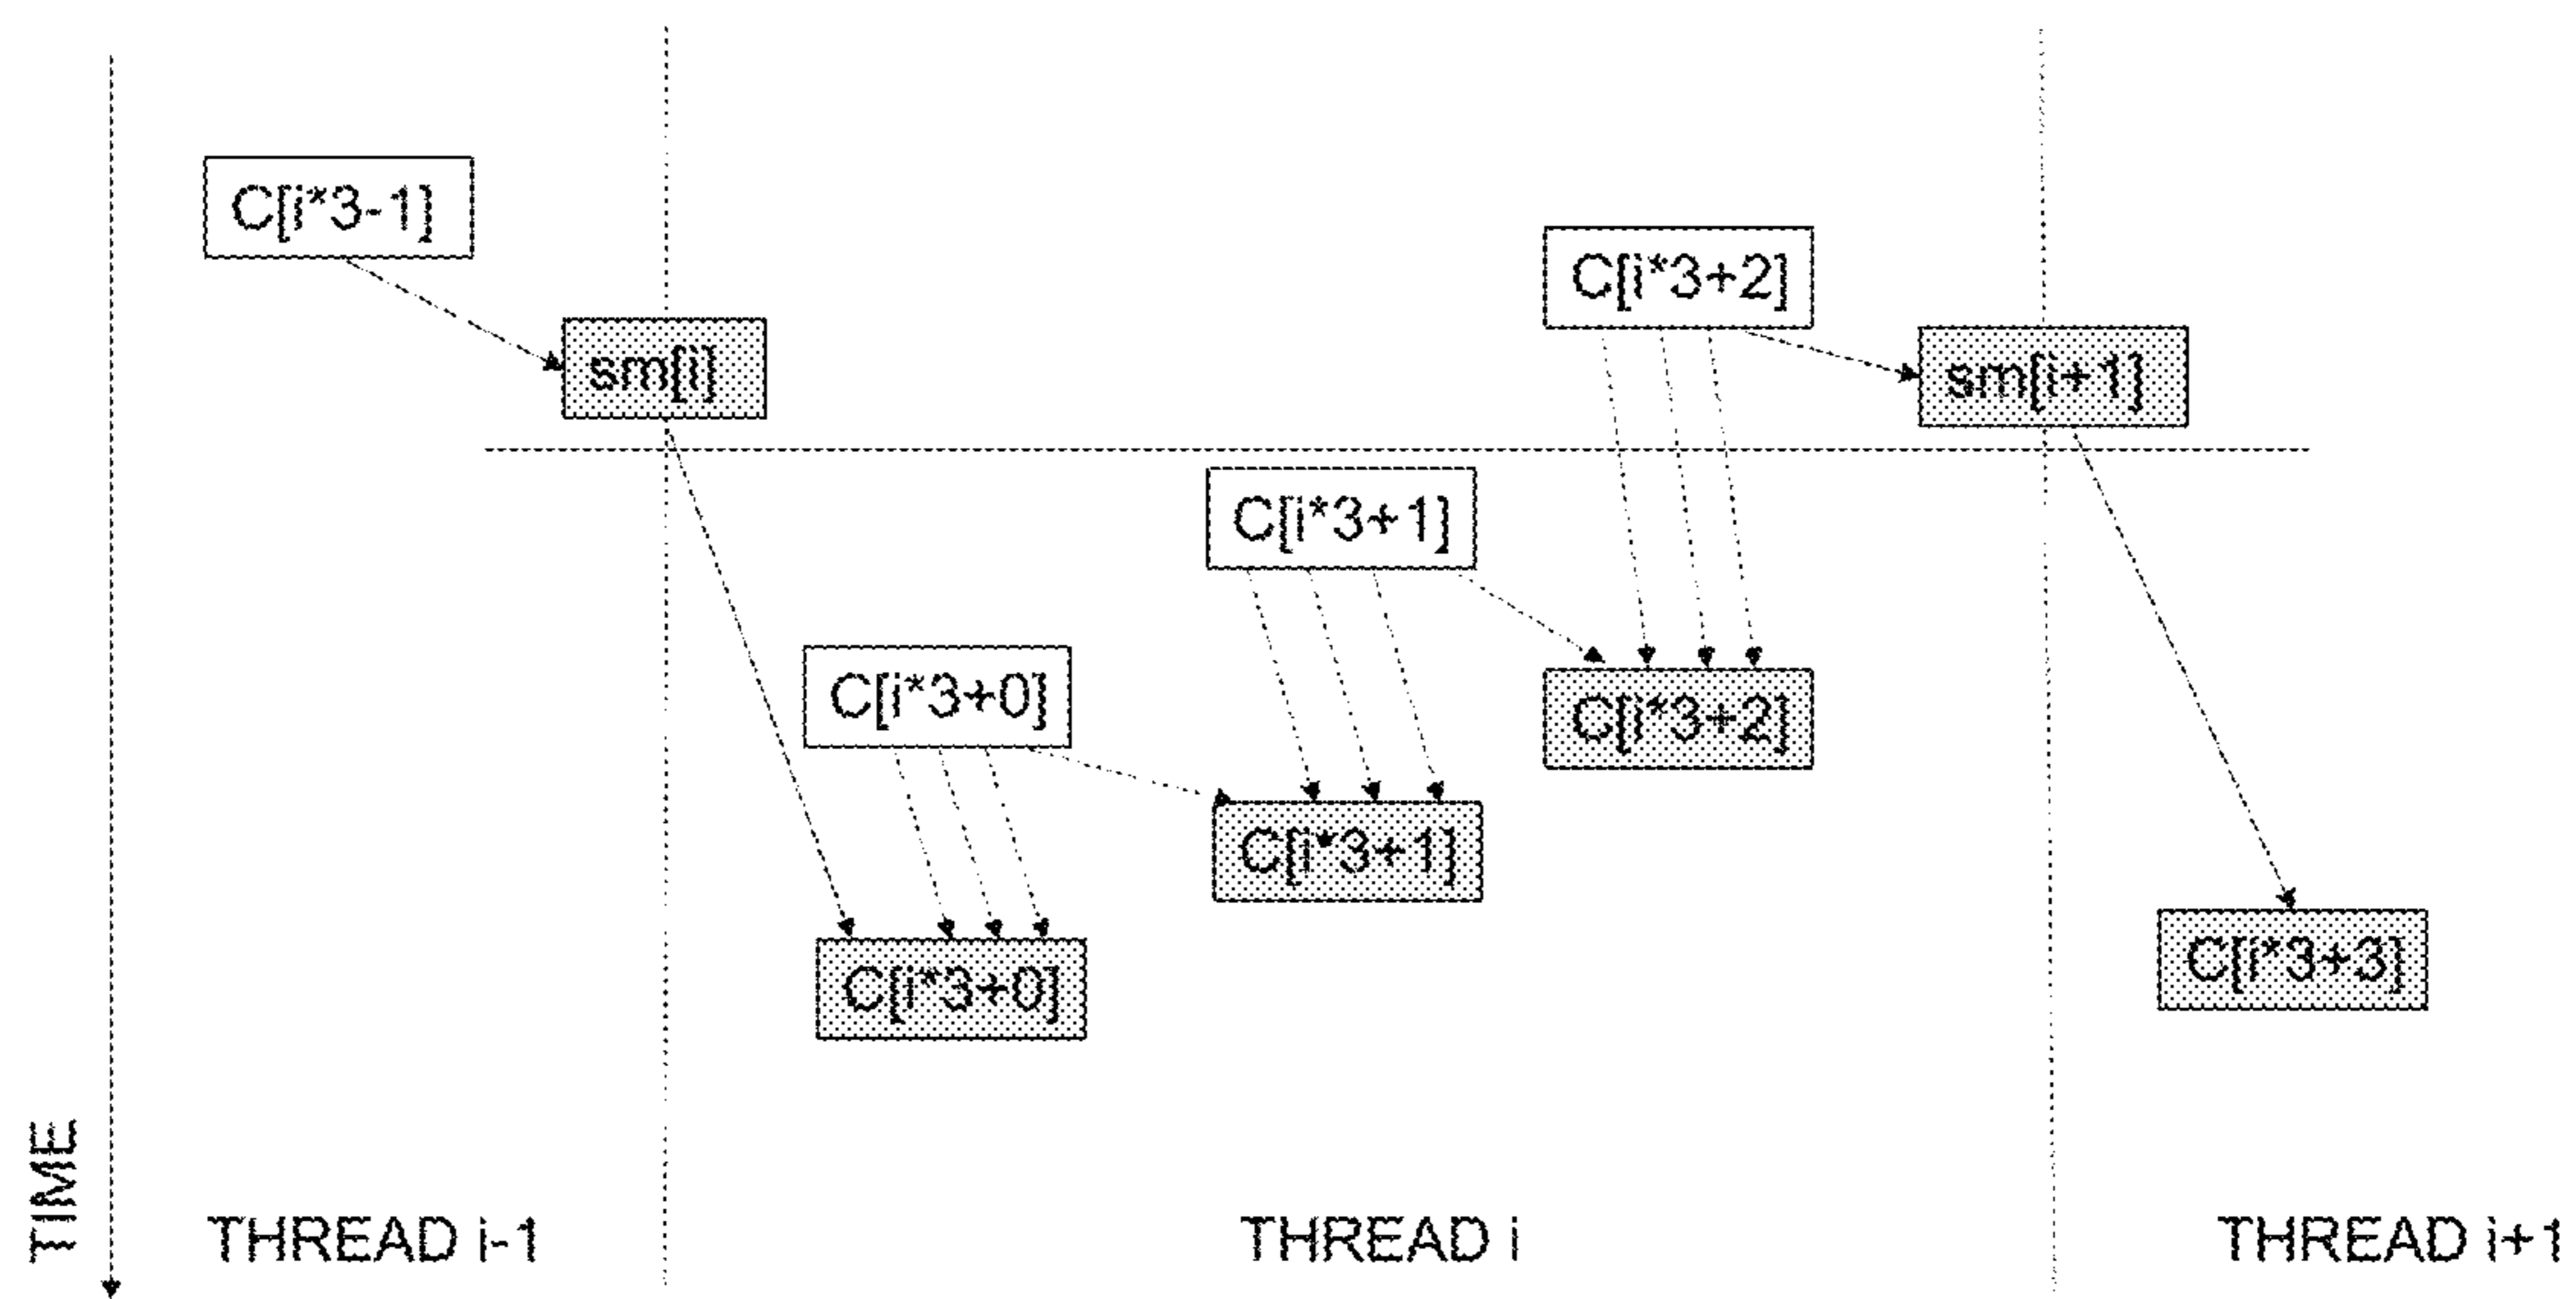 C[i*3-1]
C[i*3+2]
sm[i]
sm[i+1]
C[i*3+1]
C[i*3+0]
C[i*3+2]
C[i*3+1]
C[i*3+3]
C[i*3+0]
TIME
THREAD i-1
THREAD i
THREAD i+1